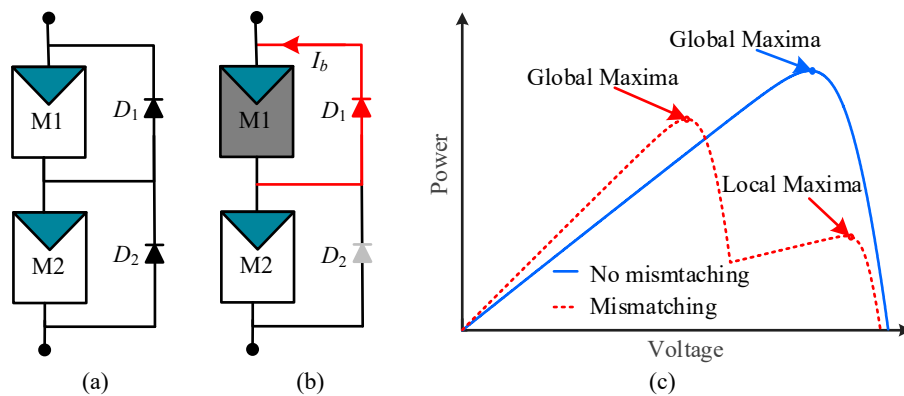 M1
D1
M2
D2
(a)
Ib
M1
D1
M2
D2
(b)
Global Maxima
Global Maxima
Local Maxima
Power
No mismtaching
Mismatching
Voltage
(c)